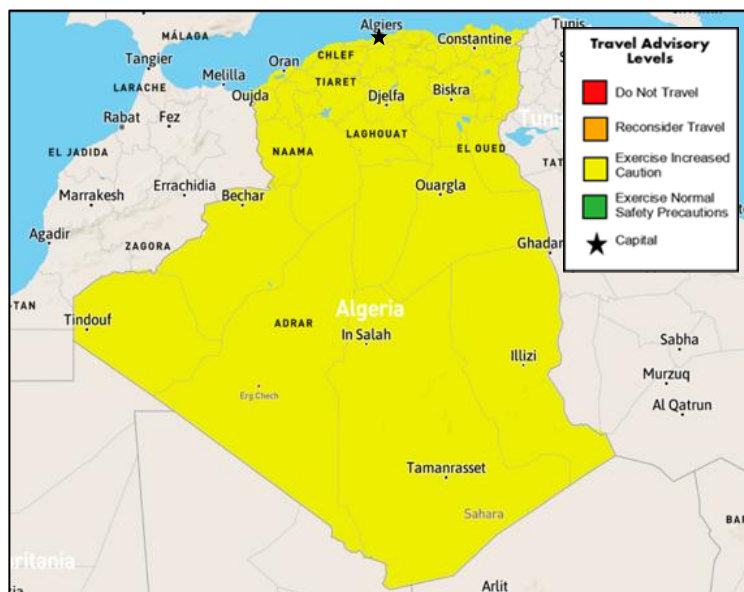 MÁLAGA
Algiers
Tunis
Tangier
CHLEF
Constantine
Oran
LARACHE
Melilla
TIARET
Oujda
Djelfa
Biskra
Rabat
Fez
LAGHOUAT
EL JADIDA
NAAMA
EL OUED
Errachidia
Ouargla
Marrakesh
Bechar
Agadir
ZAGORA
Algeria
Tindouf
ADRAR
In Salah
Illizi
Sabha
Murzuq
Erg Chech
Al Qatrun
Tamanrasset
Sahara
Arlit
Travel Advisory
Levels
Do Not Travel
Reconsider Travel
Exercise Increased
Caution
Exercise Normal
Safety Precautions
Capital